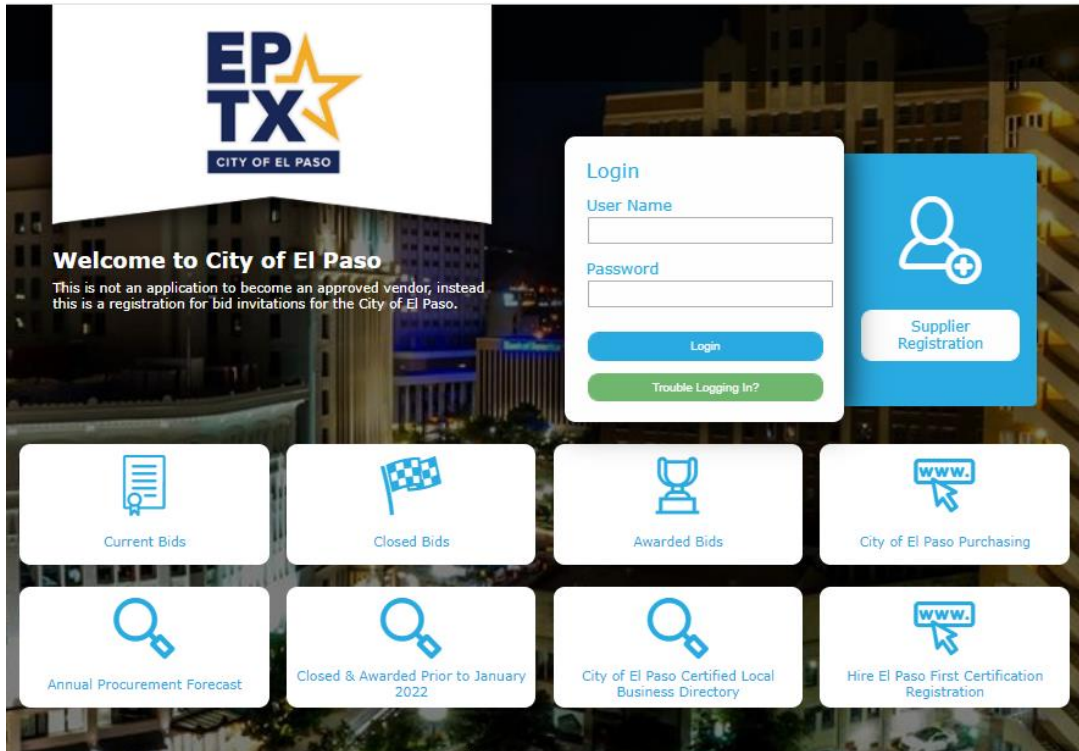 EP
TX
CITY OF EL PASO
Welcome to City of El Paso
This is not an application to become an approved vendor, instead
this is a registration for bid invitations for the City of El Paso.
Login
User Name
Password
Login
Trouble Logging In?
Supplier
Registration
Current Bids
Closed Bids
Awarded Bids
www.
City of El Paso Purchasing
Annual Procurement Forecast
Closed & Awarded Prior to January
2022
City of El Paso Certified Local
Business Directory
www.
Hire El Paso First Certification
Registration